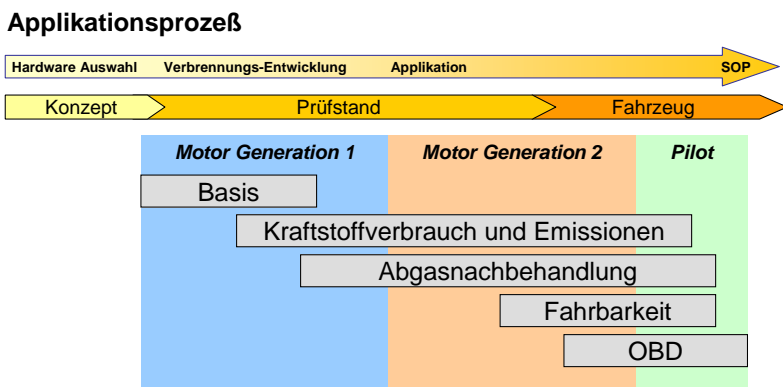 Applikationsprozeß
Hardware Auswahl Verbrennungs-Entwicklung Applikation SOP
Konzept Prüfstand Fahrzeug
Motor Generation 1 Motor Generation 2 Pilot
Basis
Kraftstoffverbrauch und Emissionen
Abgasnachbehandlung
Fahrbarkeit
OBD